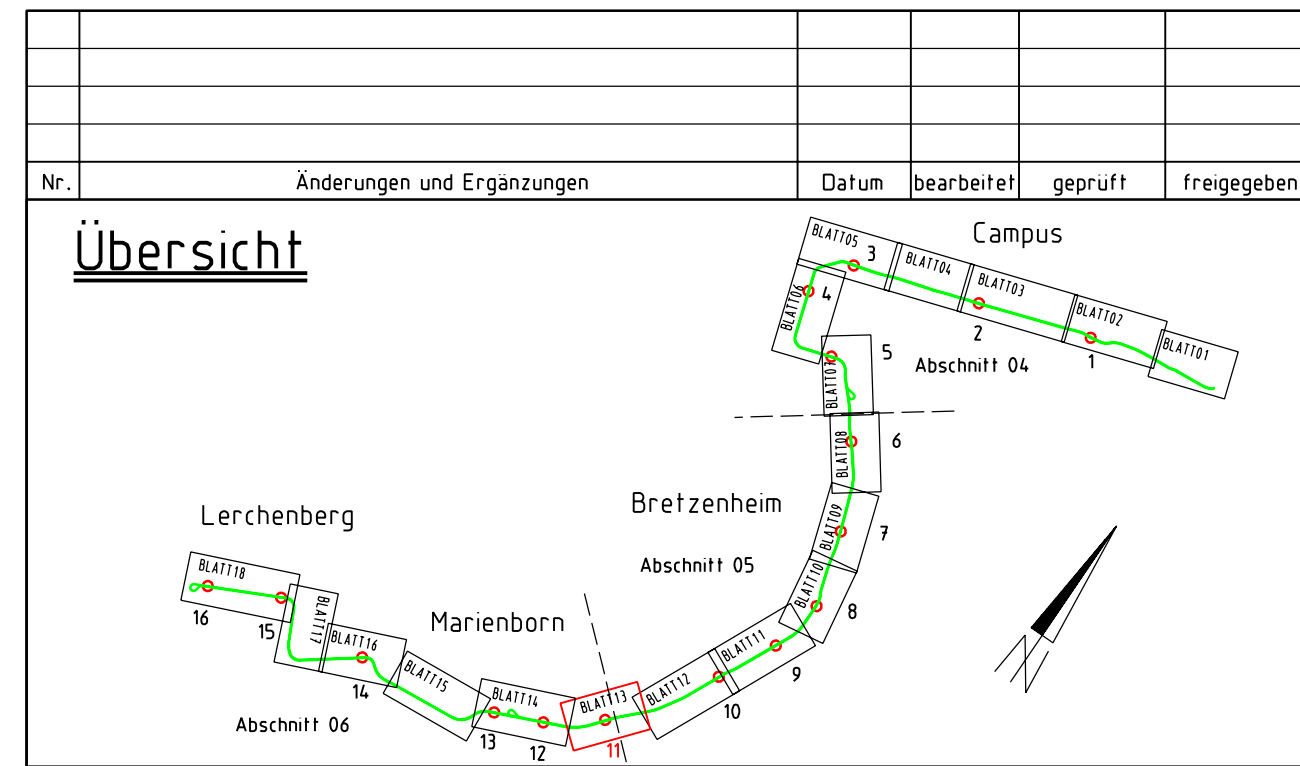 Nr. Änderungen und Ergänzungen Datum bearbeitet geprüft freigegeben
Übersicht
Campus
BLATT05
3
BLATT04
BLATT03
BLATT02
BLATT01
BLATT06
4
2
1
5
Abschnitt 04
BLATT07
BLATT08
6
Bretzenheim
Lerchenberg
BLATT09
7
Abschnitt 05
BLATT10
8
BLATT18
16
15
BLATT17
Marienborn
BLATT16
14
BLATT15
BLATT11
9
BLATT12
10
BLATT14
BLATT13
Abschnitt 06
13
12
11
N